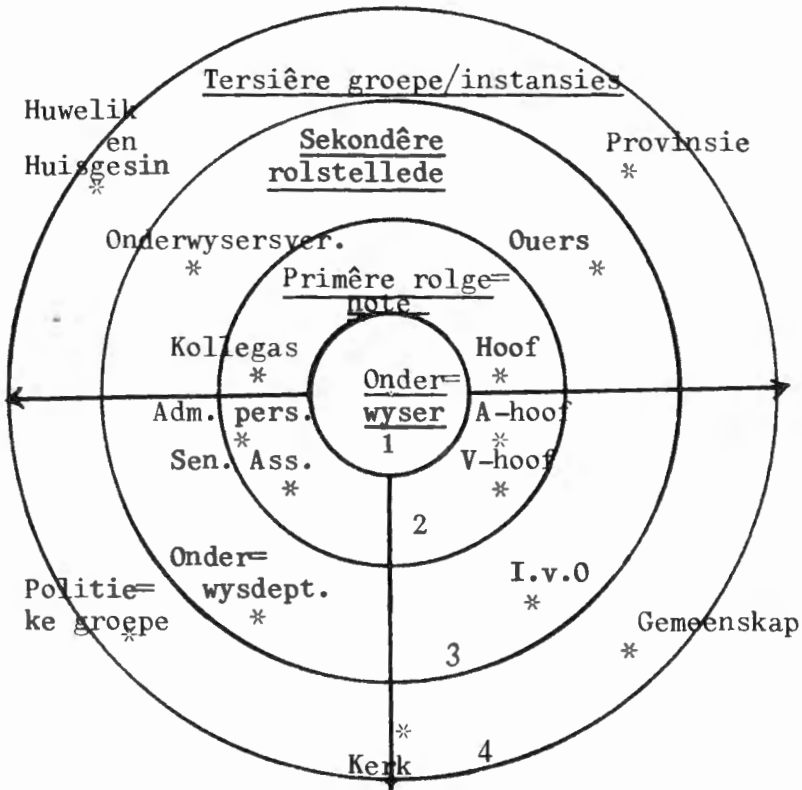 Tersiêre groepe/instansies
Huwelik
en
Huisgesin
*
Sekondêre
rolstellede
Provinsie
*
Onderwysersver.
*
Ouers
*
Primêre rolge=
note
Kollegas
*
Hoof
*
Onder=
wyser
1
Adm. pers.
*
A-hoof
*
Sen. Ass.
*
V-hoof
*
2
Onder=
wysdept.
*
I.v.O
*
Politie=
ke groepe
*
Gemeenskap
*
3
*
Kerk
4